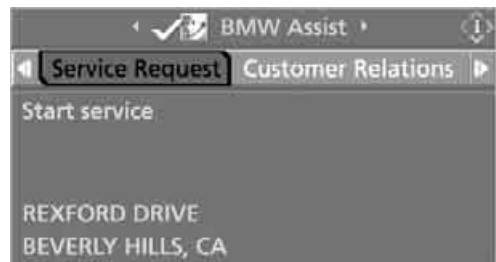 BMW Assist
Service Request Customer Relations
Start service
REXFORD DRIVE
BEVERLY HILLS, CA